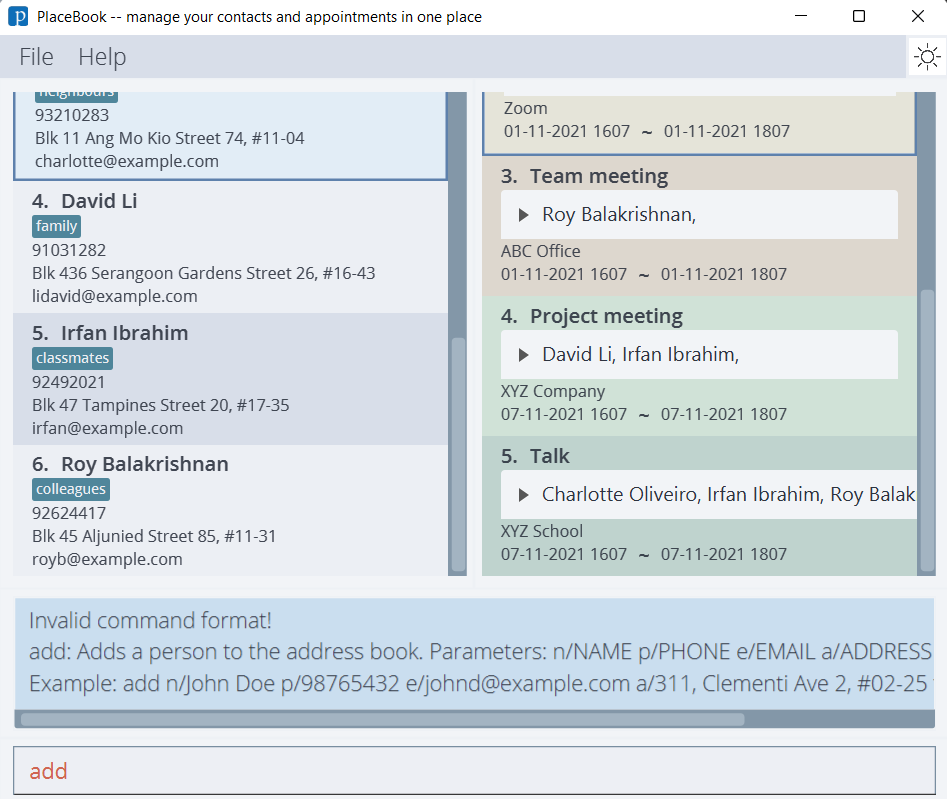 PlaceBook -- manage your contacts and appointments in one place
File Help
neighbours
93210283
Blk 11 Ang Mo Kio Street 74, #11-04
charlotte@example.com
4. David Li
family
91031282
Blk 436 Serangoon Gardens Street 26, #16-43
lidavid@example.com
5. Irfan Ibrahim
classmates
92492021
Blk 47 Tampines Street 20, #17-35
irfan@example.com
6. Roy Balakrishnan
colleagues
92624417
Blk 45 Aljunied Street 85, #11-31
royb@example.com
Zoom
01-11-2021 1607 ~ 01-11-2021 1807
3. Team meeting
Roy Balakrishnan,
ABC Office
01-11-2021 1607 ~ 01-11-2021 1807
4. Project meeting
David Li, Irfan Ibrahim,
XYZ Company
07-11-2021 1607 ~ 07-11-2021 1807
5. Talk
Charlotte Oliveiro, Irfan Ibrahim, Roy Balak
XYZ School
07-11-2021 1607 ~ 07-11-2021 1807
Invalid command format!
add: Adds a person to the address book. Parameters: n/NAME p/PHONE e/EMAIL a/ADDRESS
Example: add n/John Doe p/98765432 e/johnd@example.com a/311, Clementi Ave 2, #02-25
add